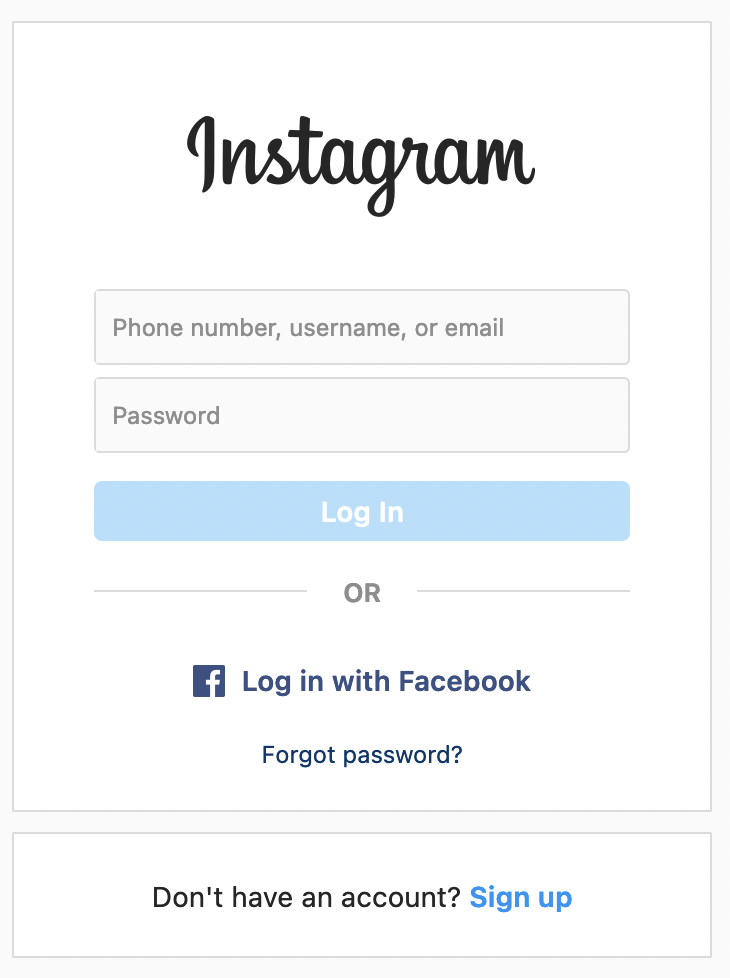 Instagram
Phone number, username, or email
Password
Log In
OR
Log in with Facebook
Forgot password?
Don't have an account? Sign up